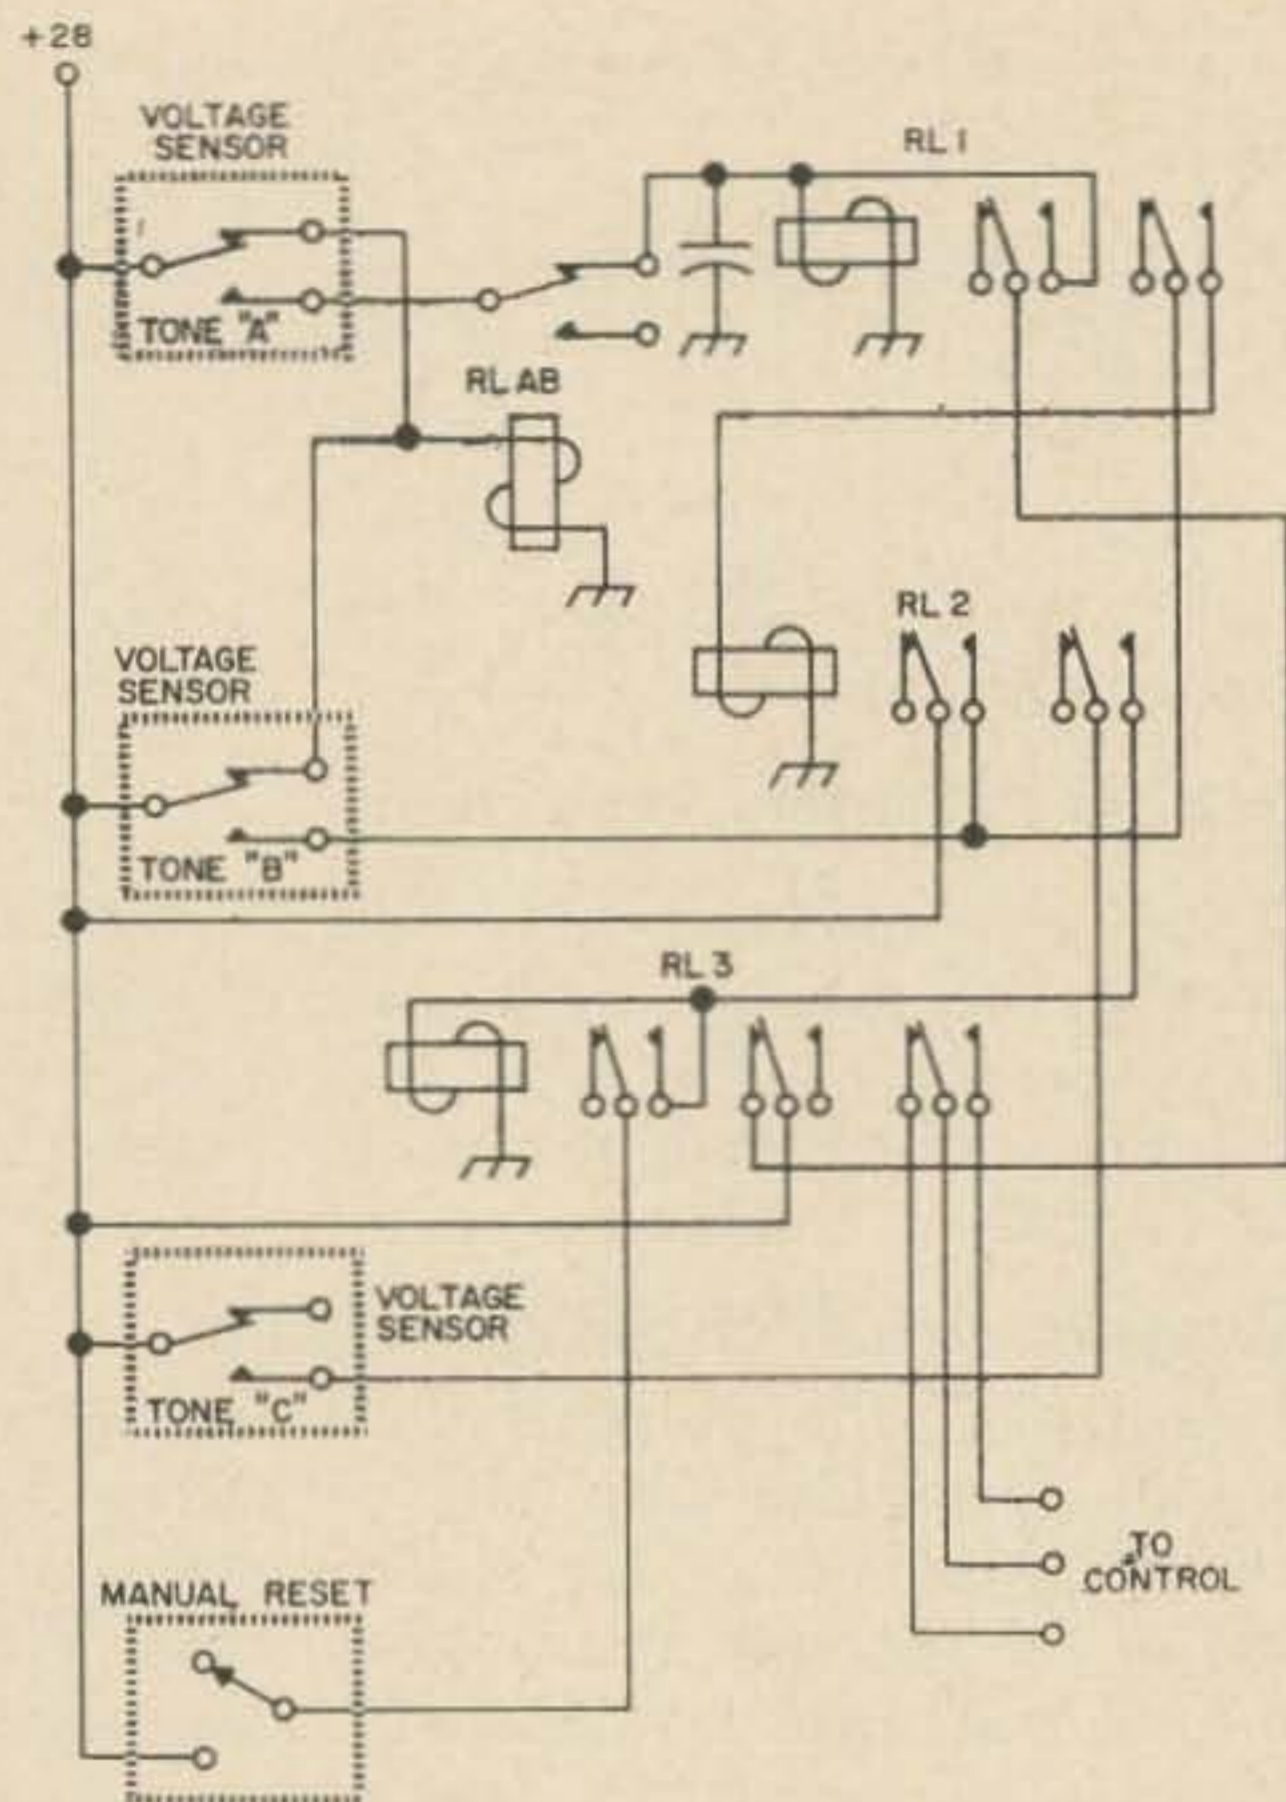 +28
VOLTAGE
SENSOR
RL 1
TONE "A"
RL AB
RL 2
VOLTAGE
SENSOR
TONE "B"
RL 3
VOLTAGE
SENSOR
TONE "C"
TO
CONTROL
MANUAL RESET